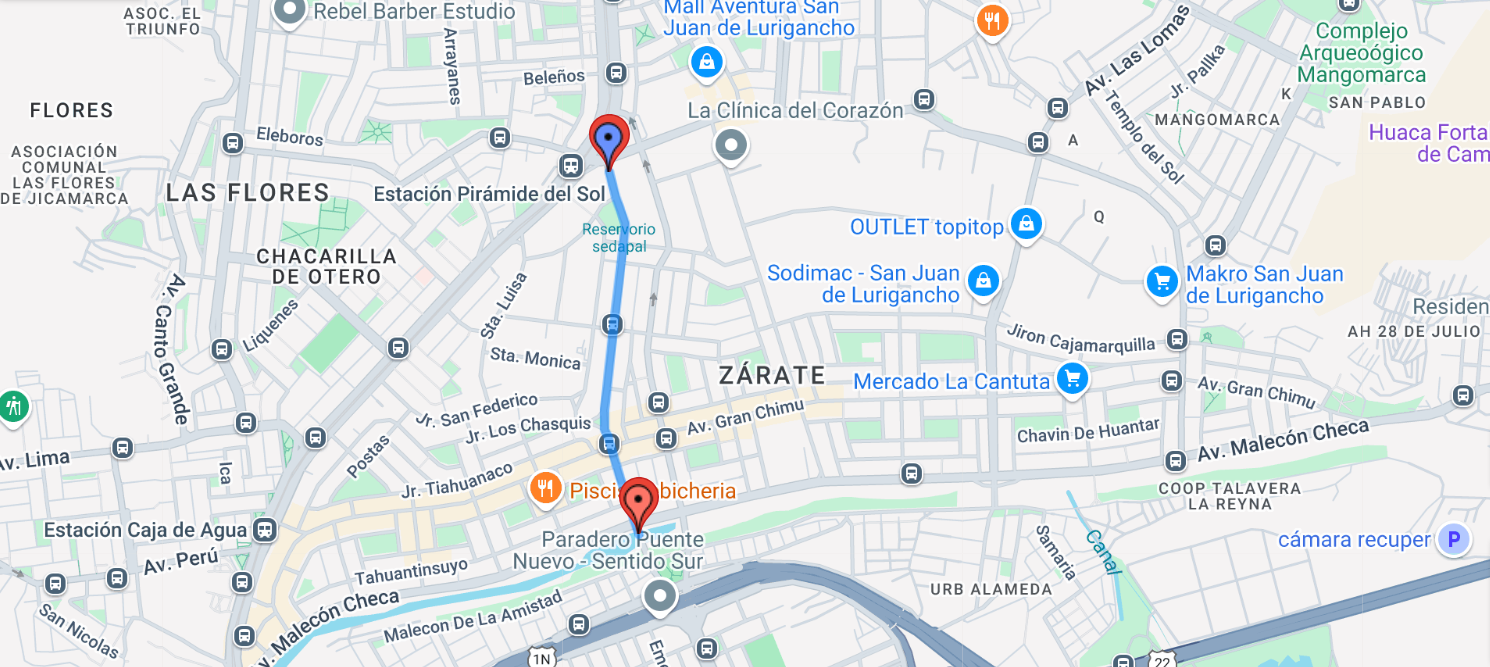 ASOC. EL
TRIUNFO
Rebel Barber Estudio
Mall Aventura San
Juan de Lurigancho
Complejo
Arqueoógico
Mangomarca
Arrayanes
Beleños
Av. Las Lomas
Jr. Pallka
K
SAN PABLO
FLORES
La Clínica del Corazón
Templo del Sol
MANGOMARCA
Huaca Forta
de Cam
Eleboros
A
ASOCIACIÓN
COMUNAL
LAS FLORES
DE JICAMARCA
LAS FLORES
Estación Pirámide del Sol
Q
OUTLET topitop
Reservorio
sedapal
CHACARILLA
DE OTERO
Sodimac - San Juan
de Lurigancho
Makro San Juan
de Lurigancho
Av. Canto Grande
Liquenes
Sta. Luisa
Residen
AH 28 DE JULIO
Jiron Cajamarquilla
Sta. Monica
ZÁRATE
Mercado La Cantuta
Av. Gran Chimu
Jr. San Federico
Jr. Los Chasquis
Av. Gran Chimu
Chavin De Huantar
Av. Malecón Checa
Av. Lima
Ica
Postas
Jr. Tiahuanaco
Pisci
bicheria
COOP TALAVERA
LA REYNA
Estación Caja de Agua
Paradero Puente
Nuevo - Sentido Sur
Samaria
Canal
cámara recuper
P
Av. Perú
Tahuantinsuyo
URB ALAMEDA
San Nicolas
Av. Malecón Checa
Malecon De La Amistad
1N
22